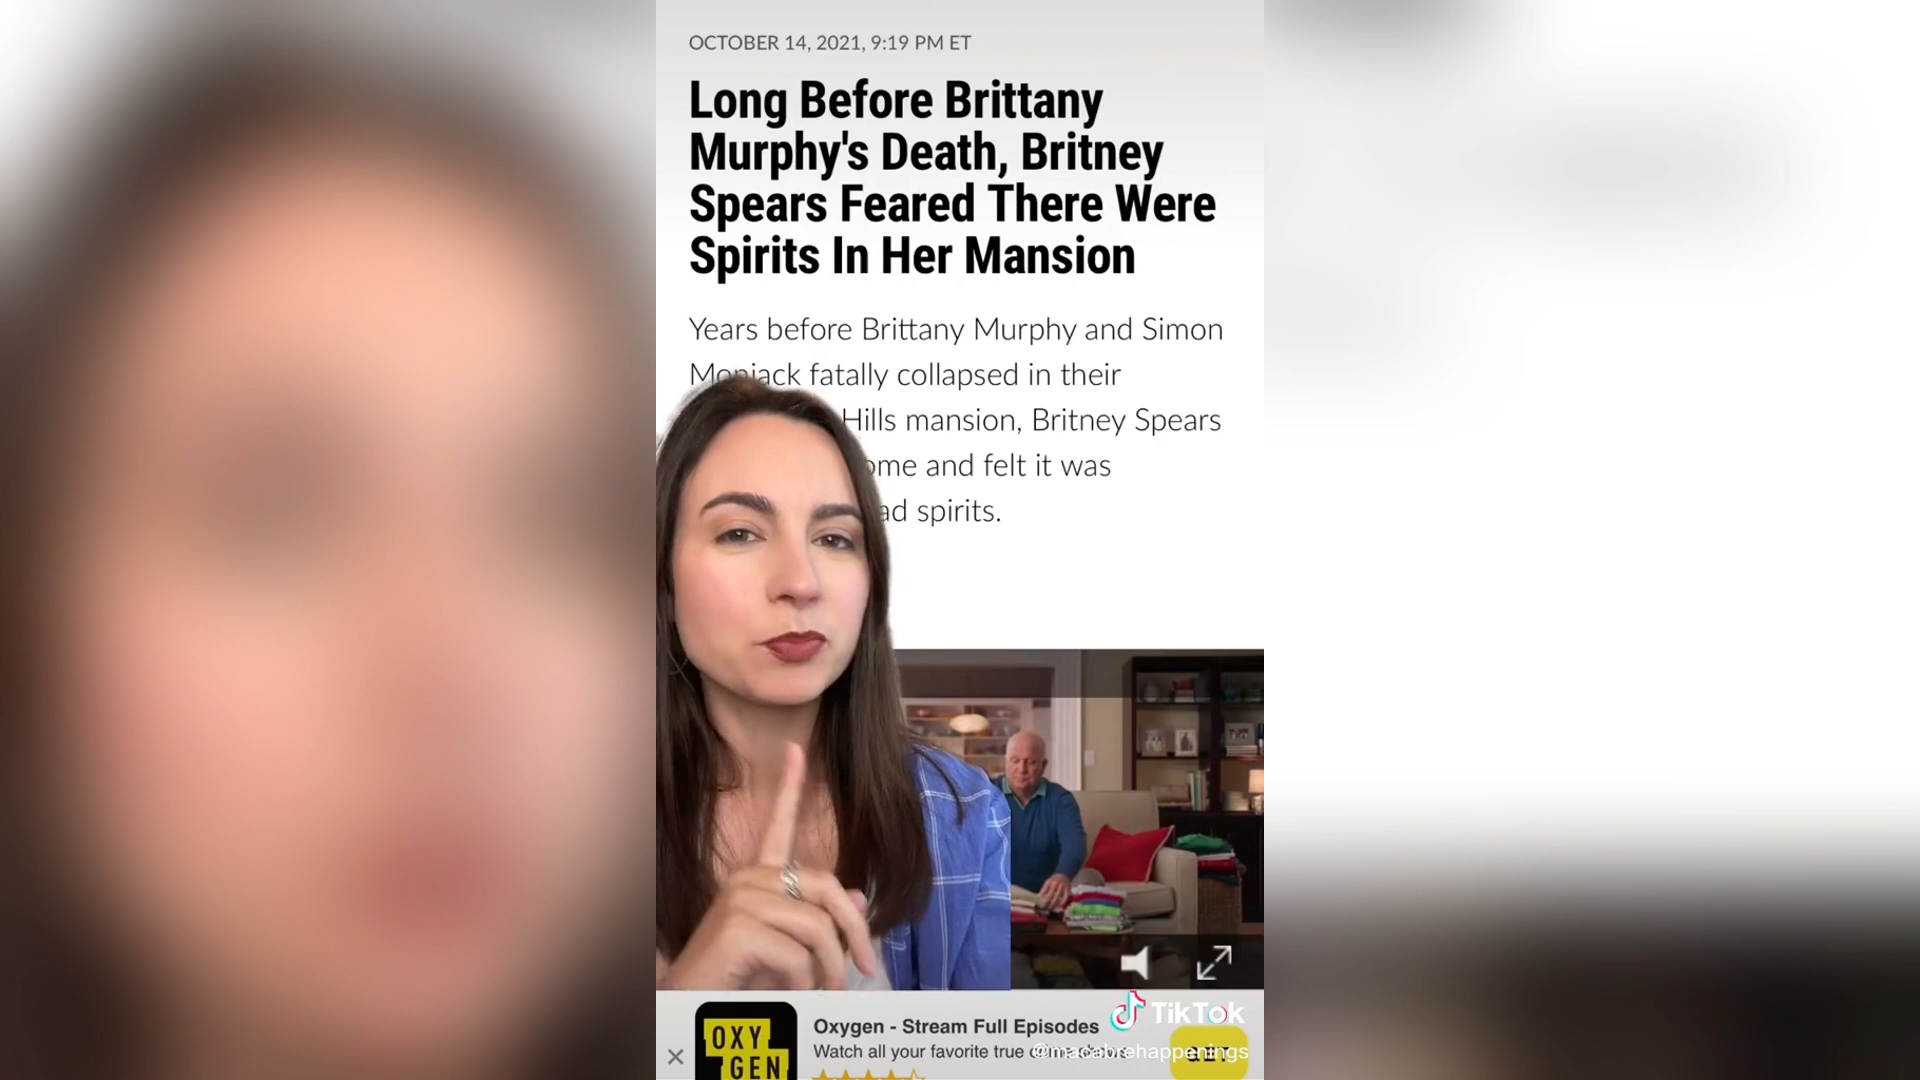 OCTOBER 14, 2021, 9:19 PM ET
Long Before Brittany
Murphy's Death, Britney
Spears Feared There Were
Spirits In Her Mansion
Years before Brittany Murphy and Simon
Monjack fatally collapsed in their
Hills mansion, Britney Spears
and felt it was
spirits.
TikTok
Oxygen - Stream Full Episodes
OXY
GEN
Watch all your favorite true
@macabrehappenings